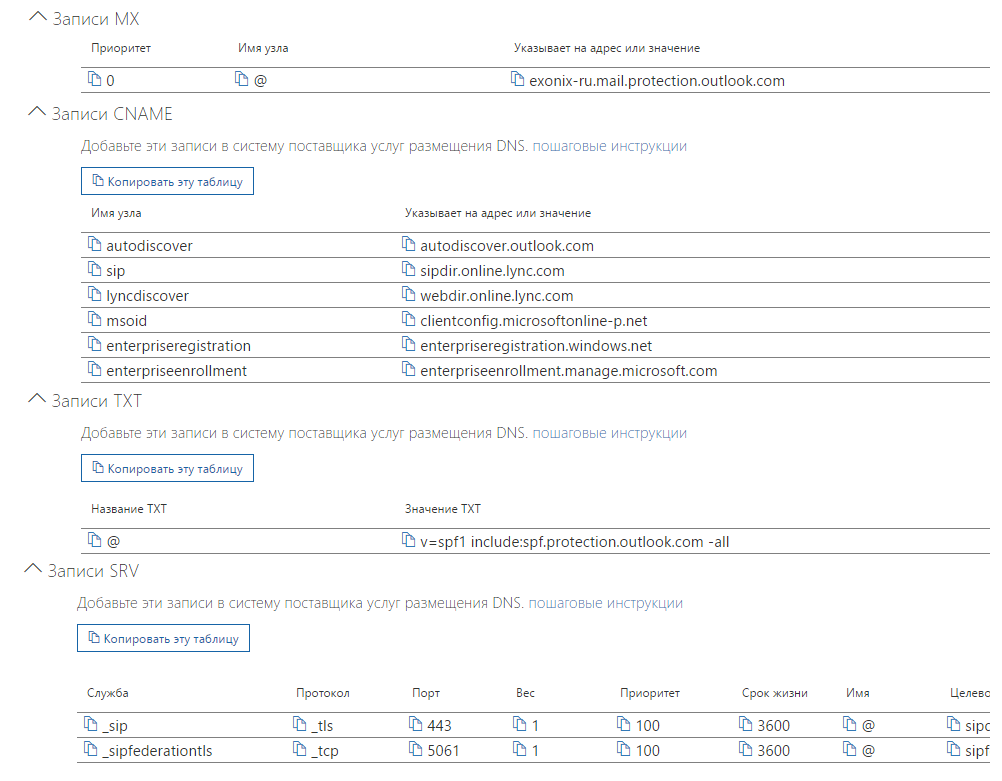 Записи MX
Приоритет Имя узла Указывает на адрес или значение
0 @ exonix-ru.mail.protection.outlook.com
Записи CNAME
Добавьте эти записи в систему поставщика услуг размещения DNS. пошаговые инструкции
Копировать эту таблицу
Имя узла Указывает на адрес или значение
autodiscover autodiscover.outlook.com
sip sipdir.online.lync.com
lyncdiscover webdir.online.lync.com
msoid clientconfig.microsoftonline-p.net
enterpriseregistration enterpriseregistration.windows.net
enterpriseenrollment enterpriseenrollment.manage.microsoft.com
Записи TXT
Добавьте эти записи в систему поставщика услуг размещения DNS. пошаговые инструкции
Копировать эту таблицу
Название TXT Значение TXT
@ v=spf1 include:spf.protection.outlook.com -all
Записи SRV
Добавьте эти записи в систему поставщика услуг размещения DNS. пошаговые инструкции
Копировать эту таблицу
Служба Протокол Порт Вес Приоритет Срок жизни Имя Целево
_sip _tls 443 1 100 3600 @ sipd
_sipfederationtls _tcp 5061 1 100 3600 @ sipf